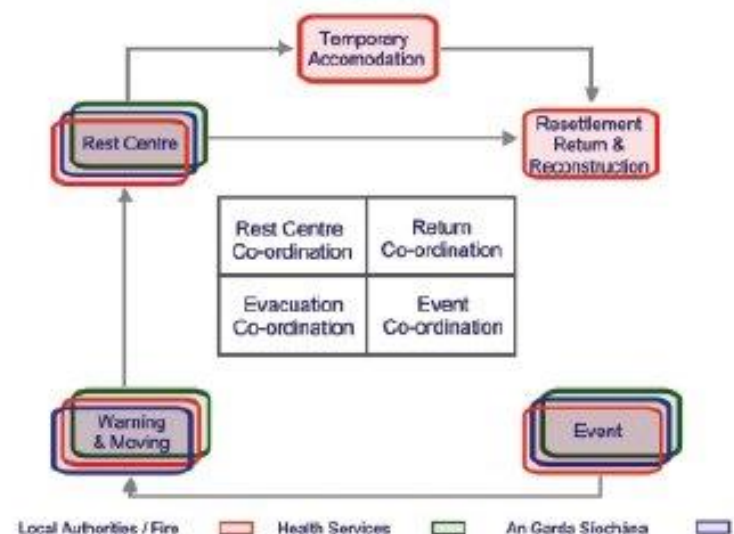 Temporary
Accomodation
Rest Centre
Resettlement
Return &
Reconstruction
Rest Centre
Co-ordination
Return
Co-ordination
Evacuation
Co-ordination
Event
Co-ordination
Warning
& Moving
Event
Local Authorities / Fire
Health Services
An Garda Síochána